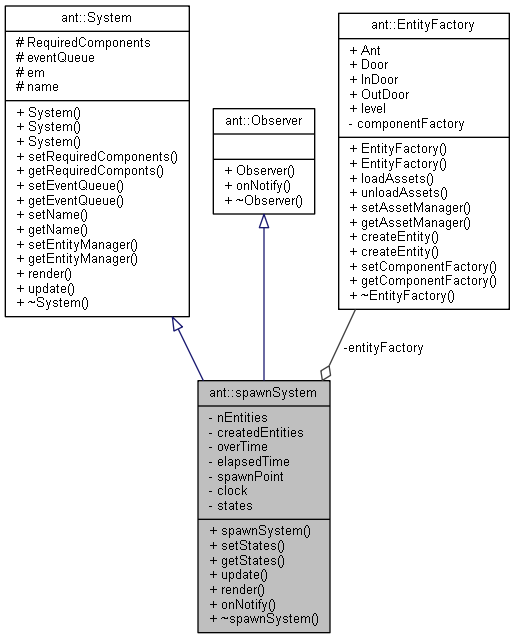 ant::System
# RequiredComponents
# eventQueue
# em
# name
+ System()
+ System()
+ System()
+ setRequiredComponents()
+ getRequiredComponts()
+ setEventQueue()
+ getEventQueue()
+ setName()
+ getName()
+ setEntityManager()
+ getEntityManager()
+ render()
+ update()
+ ~System()
ant::Observer
+ Observer()
+ onNotify()
+ ~Observer()
ant::EntityFactory
+ Ant
+ Door
+ InDoor
+ OutDoor
+ level
- componentFactory
+ EntityFactory()
+ EntityFactory()
+ loadAssets()
+ unloadAssets()
+ setAssetManager()
+ getAssetManager()
+ createEntity()
+ createEntity()
+ setComponentFactory()
+ getComponentFactory()
+ ~EntityFactory()
-entityFactory
ant::spawnSystem
- nEntities
- createdEntities
- overTime
- elapsedTime
- spawnPoint
- clock
- states
+ spawnSystem()
+ setStates()
+ getStates()
+ update()
+ render()
+ onNotify()
+ ~spawnSystem()